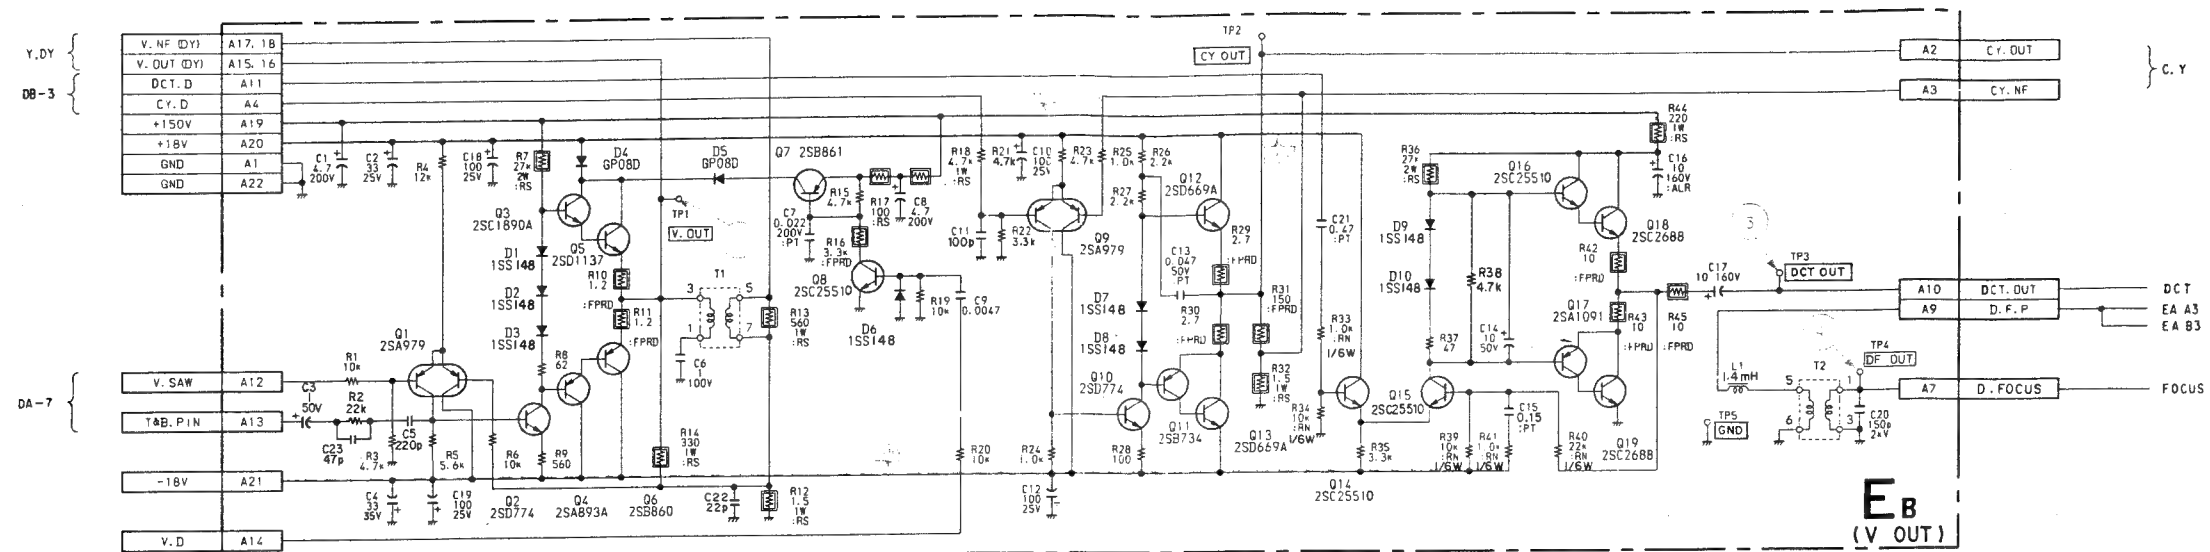 Y.DY
V. NF (DY) A17, 18
V. OUT (DY) A15, 16
DB-3
DCT. D A11
CY. D A4
+150V A19
+18V A20
GND A1
GND A22
DA-7
V. SAW A12
T&B. PIN A13
-18V A21
V. D A14
C1
4.7
200V
C2
33
25V
R4
12k
C18
100
25V
R7
27k
2W
:RS
D4
GP08D
D5
GP08D
Q7 2SB861
Q3
2SC1890A
Q5
2SD1137
D1
1SS148
D2
1SS148
D3
1SS148
R10
1.2
:FPRD
R11
1.2
:FPRD
TP1
V. OUT
T1
3
5
1
7
C6
1
100V
R13
560
1W
:RS
C7
0.022
200V
:PT
R15
4.7k
R16
3.3k
:FPRD
R17
100
:RS
C8
4.7
200V
Q8
2SC25510
D6
1SS148
R19
10k
C9
0.0047
Q1
2SA979
R1
10k
R2
22k
C3
1
50V
C23
47p
C5
220p
R3
4.7k
R5
5.6k
R6
10k
R8
62
R9
560
C4
33
35V
C19
100
25V
Q2
2SD774
Q4
2SA893A
Q6
2SB860
R14
330
1W
:RS
C22
22p
R12
1.5
1W
:RS
R20
10k
R18
4.7k
1W
:RS
R21
4.7k
C10
100
25V
R23
4.7k
R25
1.0k
R26
2.2k
R27
2.2k
C11
100p
R22
3.3k
Q9
2SA979
Q12
2SD669A
R29
2.7
:FPRD
C13
0.047
50V
:PT
R30
2.7
:FPRD
D7
1SS148
D8
1SS148
Q10
2SD774
Q11
2SB734
Q13
2SD669A
R24
1.0k
R28
100
C12
100
25V
R31
150
:FPRD
R32
1.5
1W
:RS
TP2
CY OUT
C21
0.47
:PT
R33
1.0k
:RN
1/6W
R34
10k
:RN
1/6W
Q14
2SC25510
R35
3.3k
Q15
2SC25510
R36
27k
2W
:RS
D9
1SS148
D10
1SS148
R37
47
R38
4.7k
C14
10
50V
R39
10k
:RN
1/6W
R41
1.0k
:RN
1/6W
C15
0.15
:PT
R40
22k
:RN
1/6W
Q16
2SC25510
Q18
2SC2688
R42
10
:FPRD
Q17
2SA1091
R43
10
:FPRD
R45
10
:FPRD
Q19
2SC2688
R44
220
1W
:RS
C16
10
160V
:ALR
C17
10 160V
TP3
DCT OUT
3
L1
1.4mH
T2
5
1
6
3
TP4
DF OUT
TP5
GND
C20
150p
2kV
A2 CY. OUT
A3 CY. NF
C.Y
A10 DCT. OUT
DCT
A9 D. F. P
EA A3
EA B3
A7 D. FOCUS
FOCUS
EB
(V OUT)